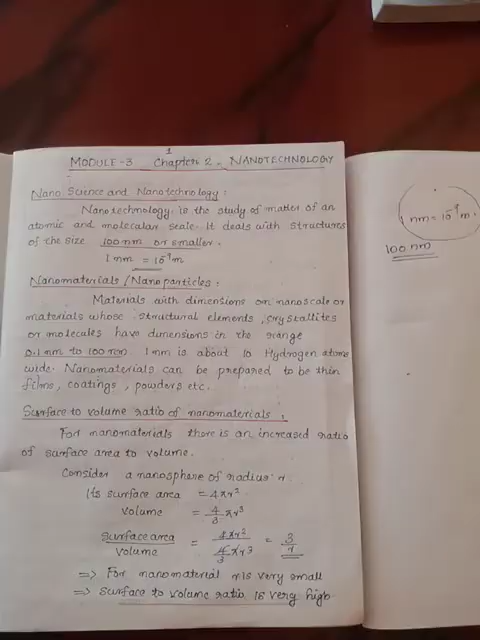 1
MODULE-3 Chapter 2. NANOTECHNOLOGY
Nano Science and Nanotechnology:
Nanotechnology is the study of matter of an
atomic and molecular scale. It deals with structures
of the size 100 nm or smaller.
1 nm = 10⁻⁹m
Nanomaterials/Nanoparticles:
Materials with dimensions on nanoscale or
materials whose structural elements, crystallites
or molecules have dimensions in the range
0.1 nm to 100 nm. 1 nm is about 10 Hydrogen atoms
wide. Nanomaterials can be prepared to be thin
films, coatings, powders etc.
Surface to volume ratio of nanomaterials:
For nanomaterials there is an increased ratio
of surface area to volume.
Consider a nanosphere of radius r.
Its surface area = 4πr²
Volume = 4/3 πr³
Surface area/Volume = 4πr²/(4/3 πr³) = 3/r
=> For nanomaterial r is very small
=> Surface to volume ratio is very high.
1 nm = 10⁻⁹m.
100 nm